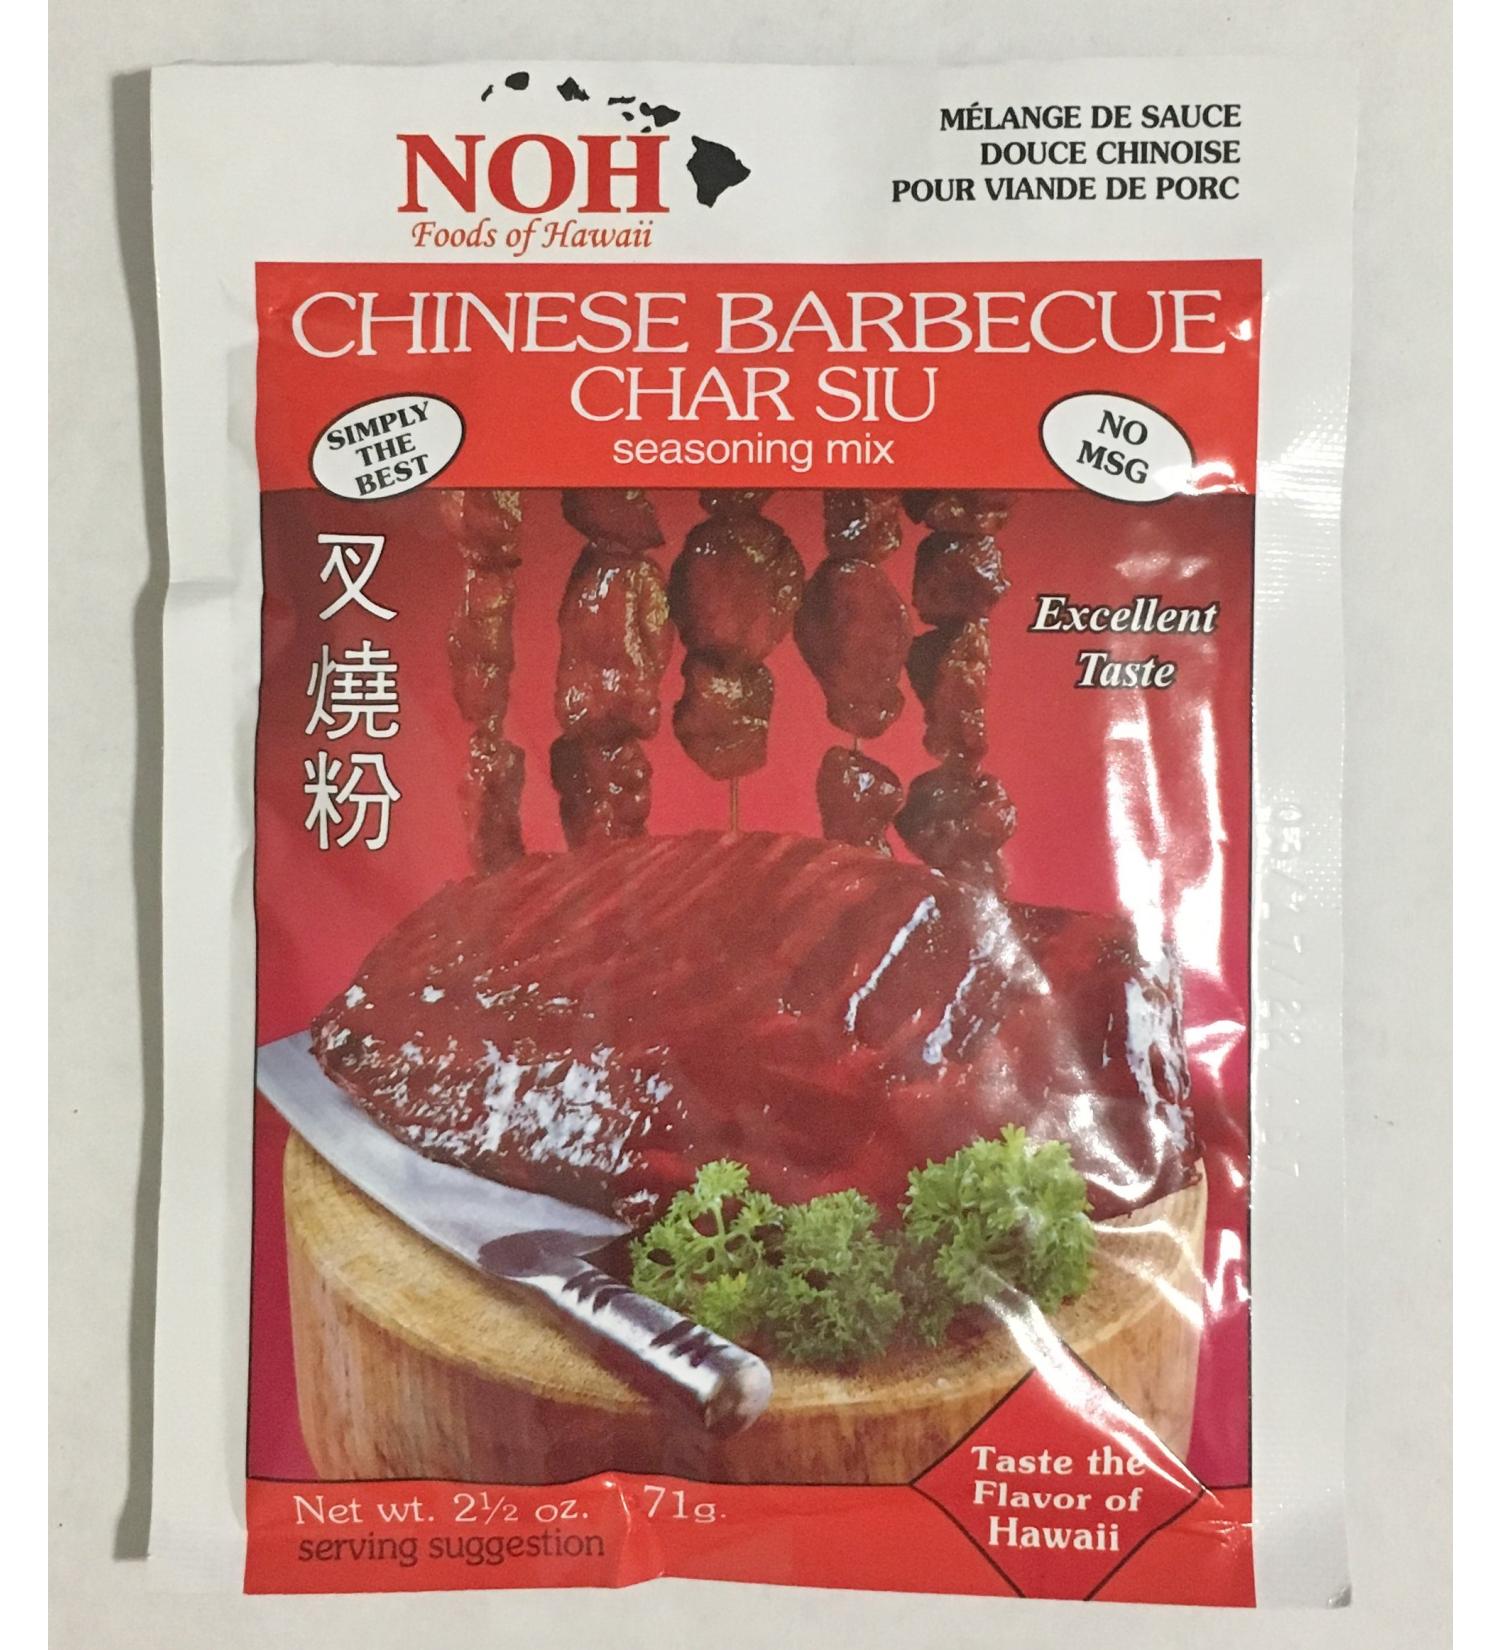 NOH
Foods of Hawaii
MÉLANGE DE SAUCE
DOUCE CHINOISE
POUR VIANDE DE PORC
CHINESE BARBECUE
CHAR SIU
seasoning mix
SIMPLY
THE
BEST
NO
MSG
叉燒粉
Excellent
Taste
Net wt. 2½ oz. 71g.
serving suggestion
Taste the
Flavor of
Hawaii